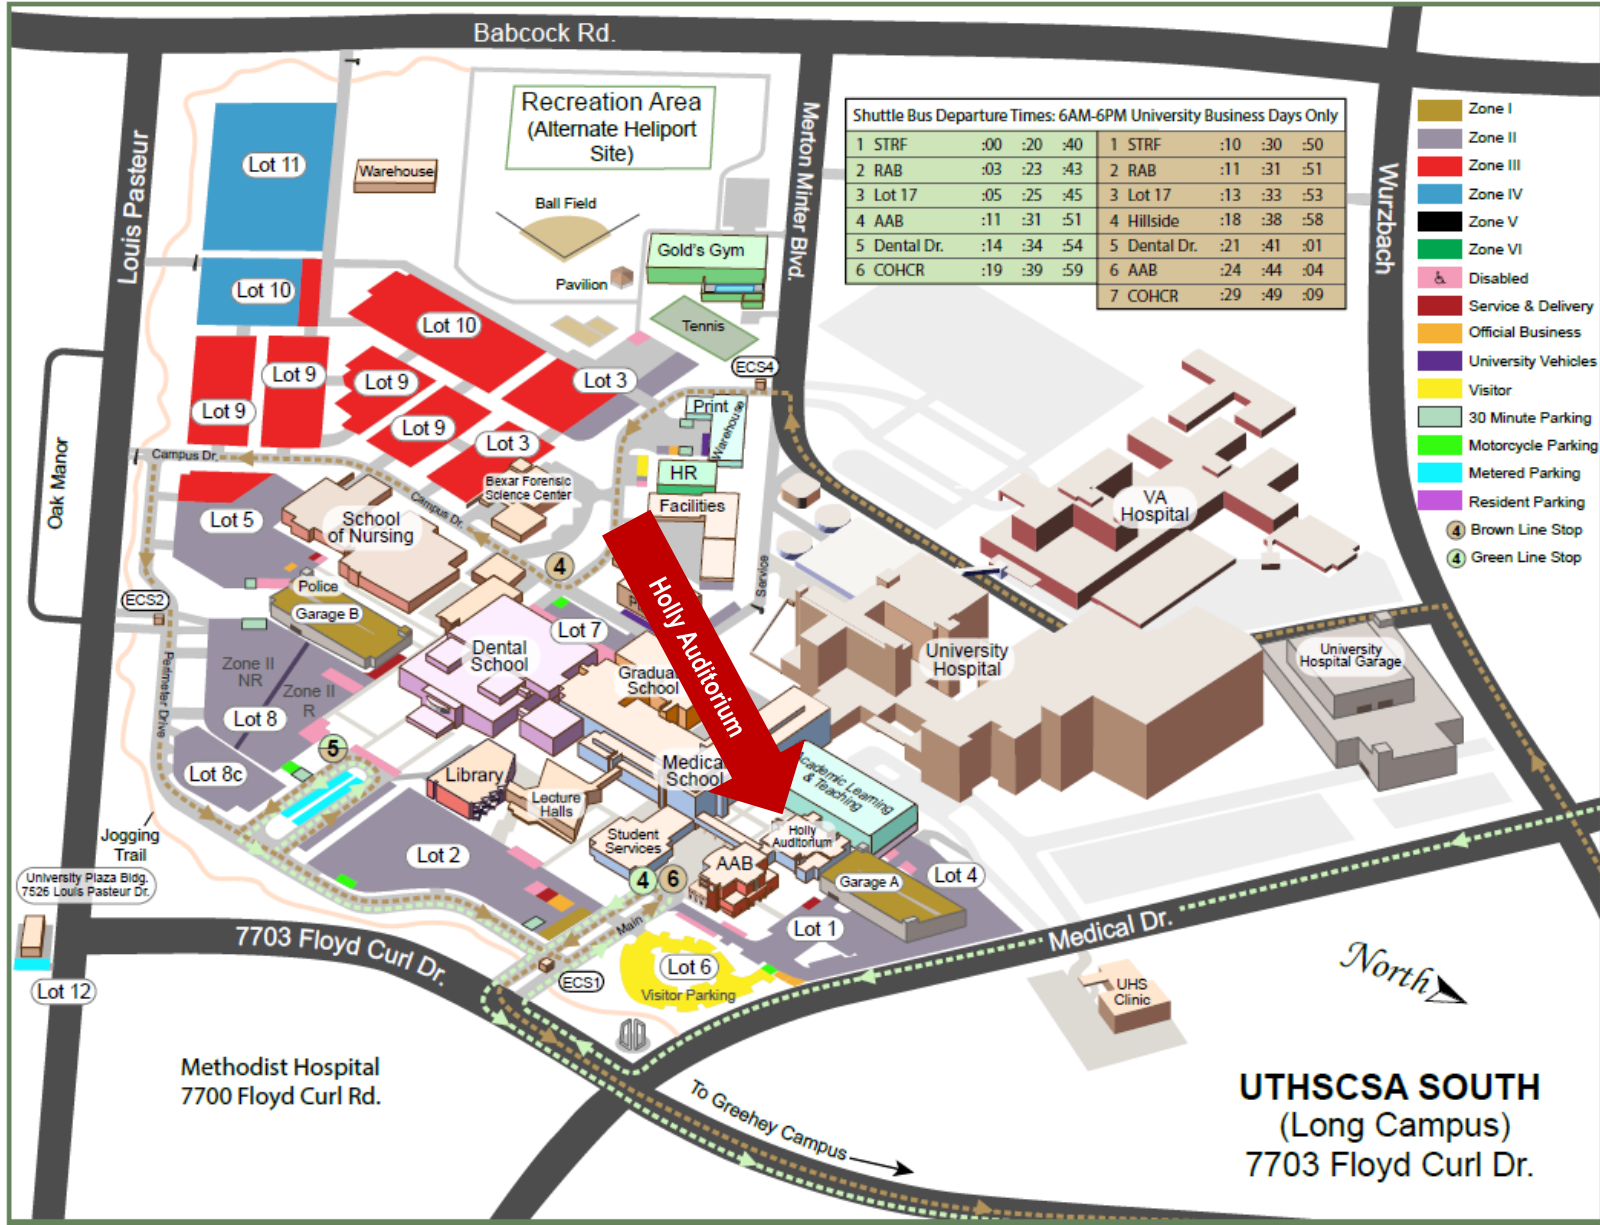 Babcock Rd.
Louis Pasteur
Merton Minter Blvd.
Wurzbach
Oak Manor
Recreation Area
(Alternate Heliport
Site)
Lot 11
Warehouse
Ball Field
Pavilion
Gold's Gym
Tennis
ECS4
Shuttle Bus Departure Times: 6AM-6PM University Business Days Only
1 STRF :00 :20 :40
2 RAB :03 :23 :43
3 Lot 17 :05 :25 :45
4 AAB :11 :31 :51
5 Dental Dr. :14 :34 :54
6 COHCR :19 :39 :59
1 STRF :10 :30 :50
2 RAB :11 :31 :51
3 Lot 17 :13 :33 :53
4 Hillside :18 :38 :58
5 Dental Dr. :21 :41 :01
6 AAB :24 :44 :04
7 COHCR :29 :49 :09
Zone I
Zone II
Zone III
Zone IV
Zone V
Zone VI
Disabled
Service & Delivery
Official Business
University Vehicles
Visitor
30 Minute Parking
Motorcycle Parking
Metered Parking
Resident Parking
4 Brown Line Stop
4 Green Line Stop
Lot 10
Lot 10
Lot 9
Lot 9
Lot 9
Lot 9
Lot 3
Lot 3
Print
Warehouse
HR
Facilities
Service
Campus Dr.
Campus Dr.
Bexar Forensic
Science Center
Lot 5
School
of Nursing
4
VA
Hospital
Police
Garage B
ECS2
Perimeter Drive
Zone II
NR
Zone II
R
Lot 8
Lot 8c
5
Dental
School
Lot 7
Graduate
School
Holly Auditorium
University
Hospital
University
Hospital Garage
Medical
School
Academic Learning
& Teaching
Library
Lecture
Halls
Student
Services
Holly
Auditorium
AAB
Garage A
Lot 4
Lot 1
Lot 2
4
6
Main
Jogging
Trail
University Plaza Bldg.
7526 Louis Pasteur Dr.
Lot 12
7703 Floyd Curl Dr.
ECS1
Lot 6
Visitor Parking
Medical Dr.
North
UHS
Clinic
Methodist Hospital
7700 Floyd Curl Rd.
To Greehey Campus
UTHSCSA SOUTH
(Long Campus)
7703 Floyd Curl Dr.